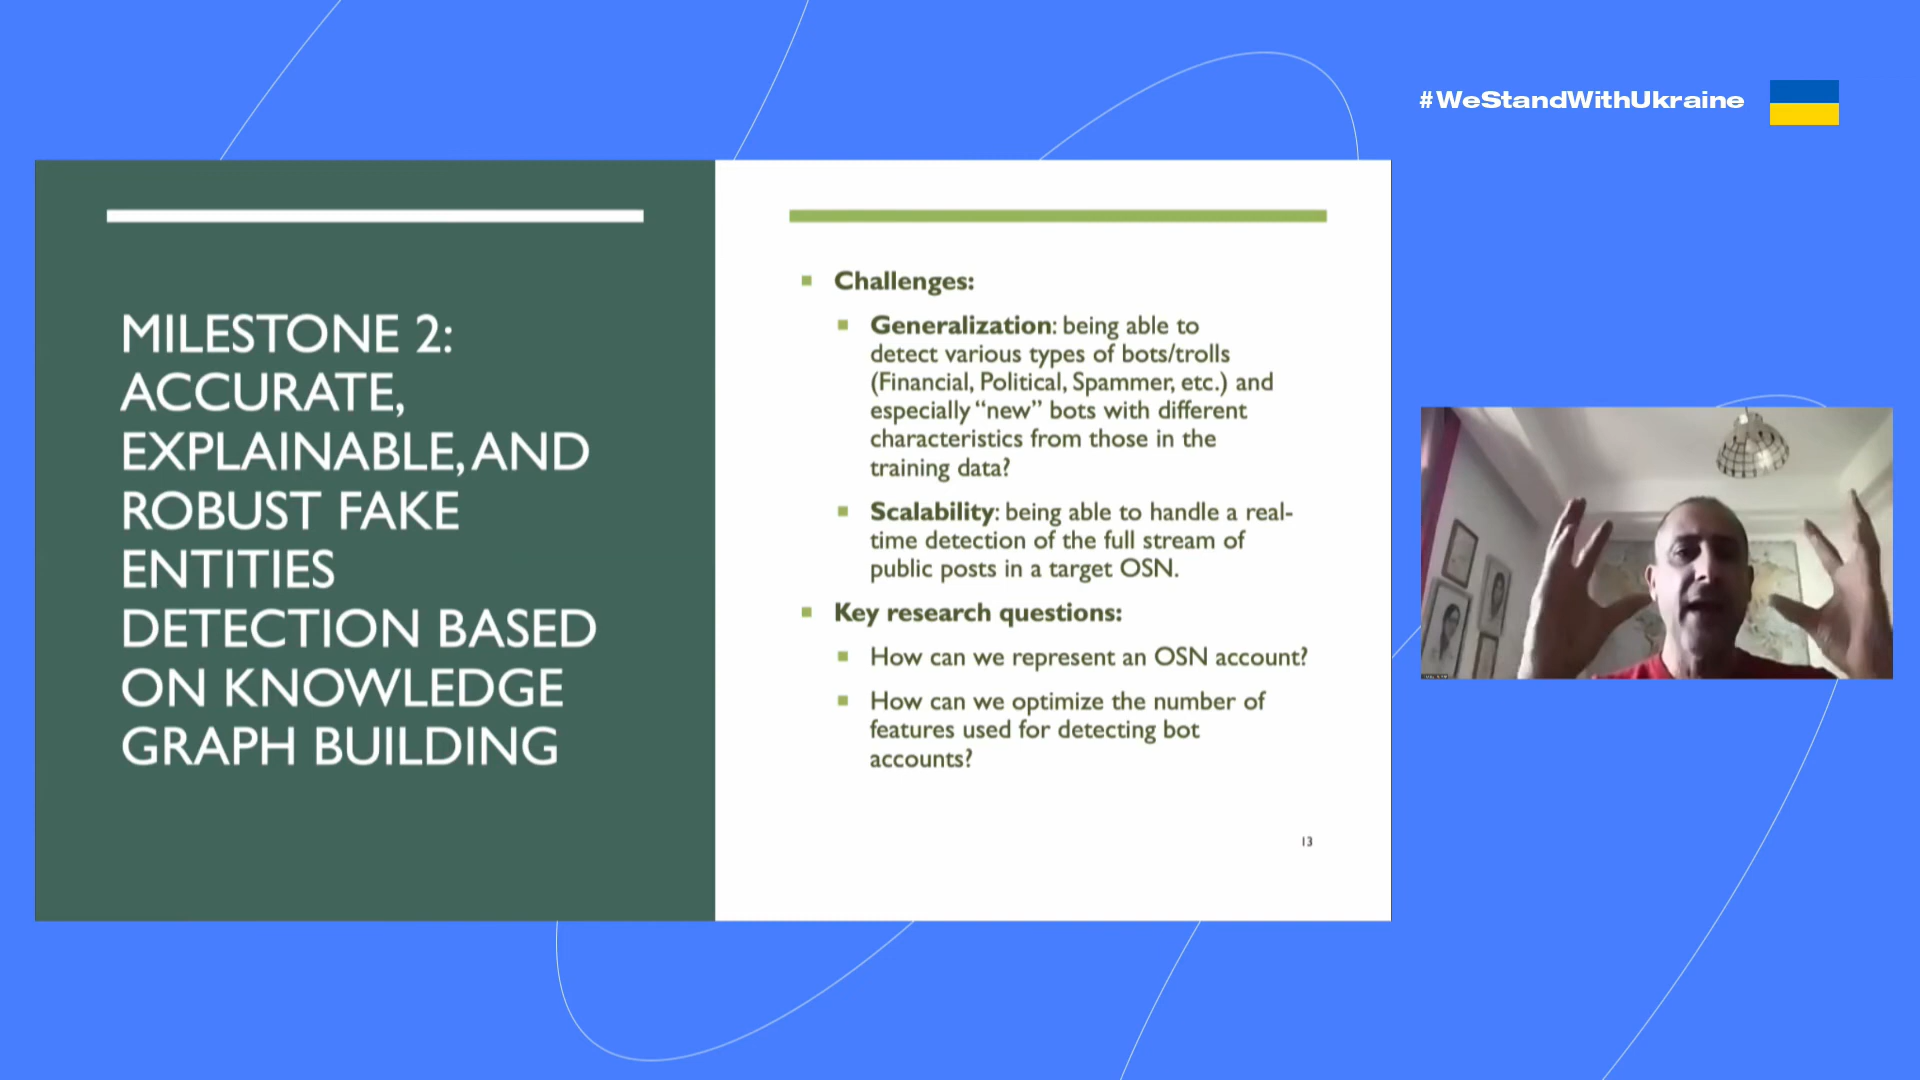 #WeStandWithUkraine
MILESTONE 2:
ACCURATE,
EXPLAINABLE, AND
ROBUST FAKE
ENTITIES
DETECTION BASED
ON KNOWLEDGE
GRAPH BUILDING
Challenges:
Generalization: being able to
detect various types of bots/trolls
(Financial, Political, Spammer, etc.) and
especially “new” bots with different
characteristics from those in the
training data?
Scalability: being able to handle a real-
time detection of the full stream of
public posts in a target OSN.
Key research questions:
How can we represent an OSN account?
How can we optimize the number of
features used for detecting bot
accounts?
13